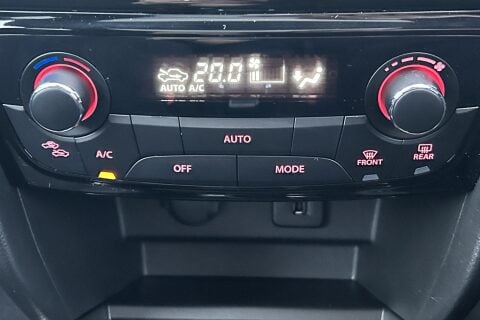 20.0
AUTO A/C
AUTO
A/C
OFF
MODE
FRONT
REAR